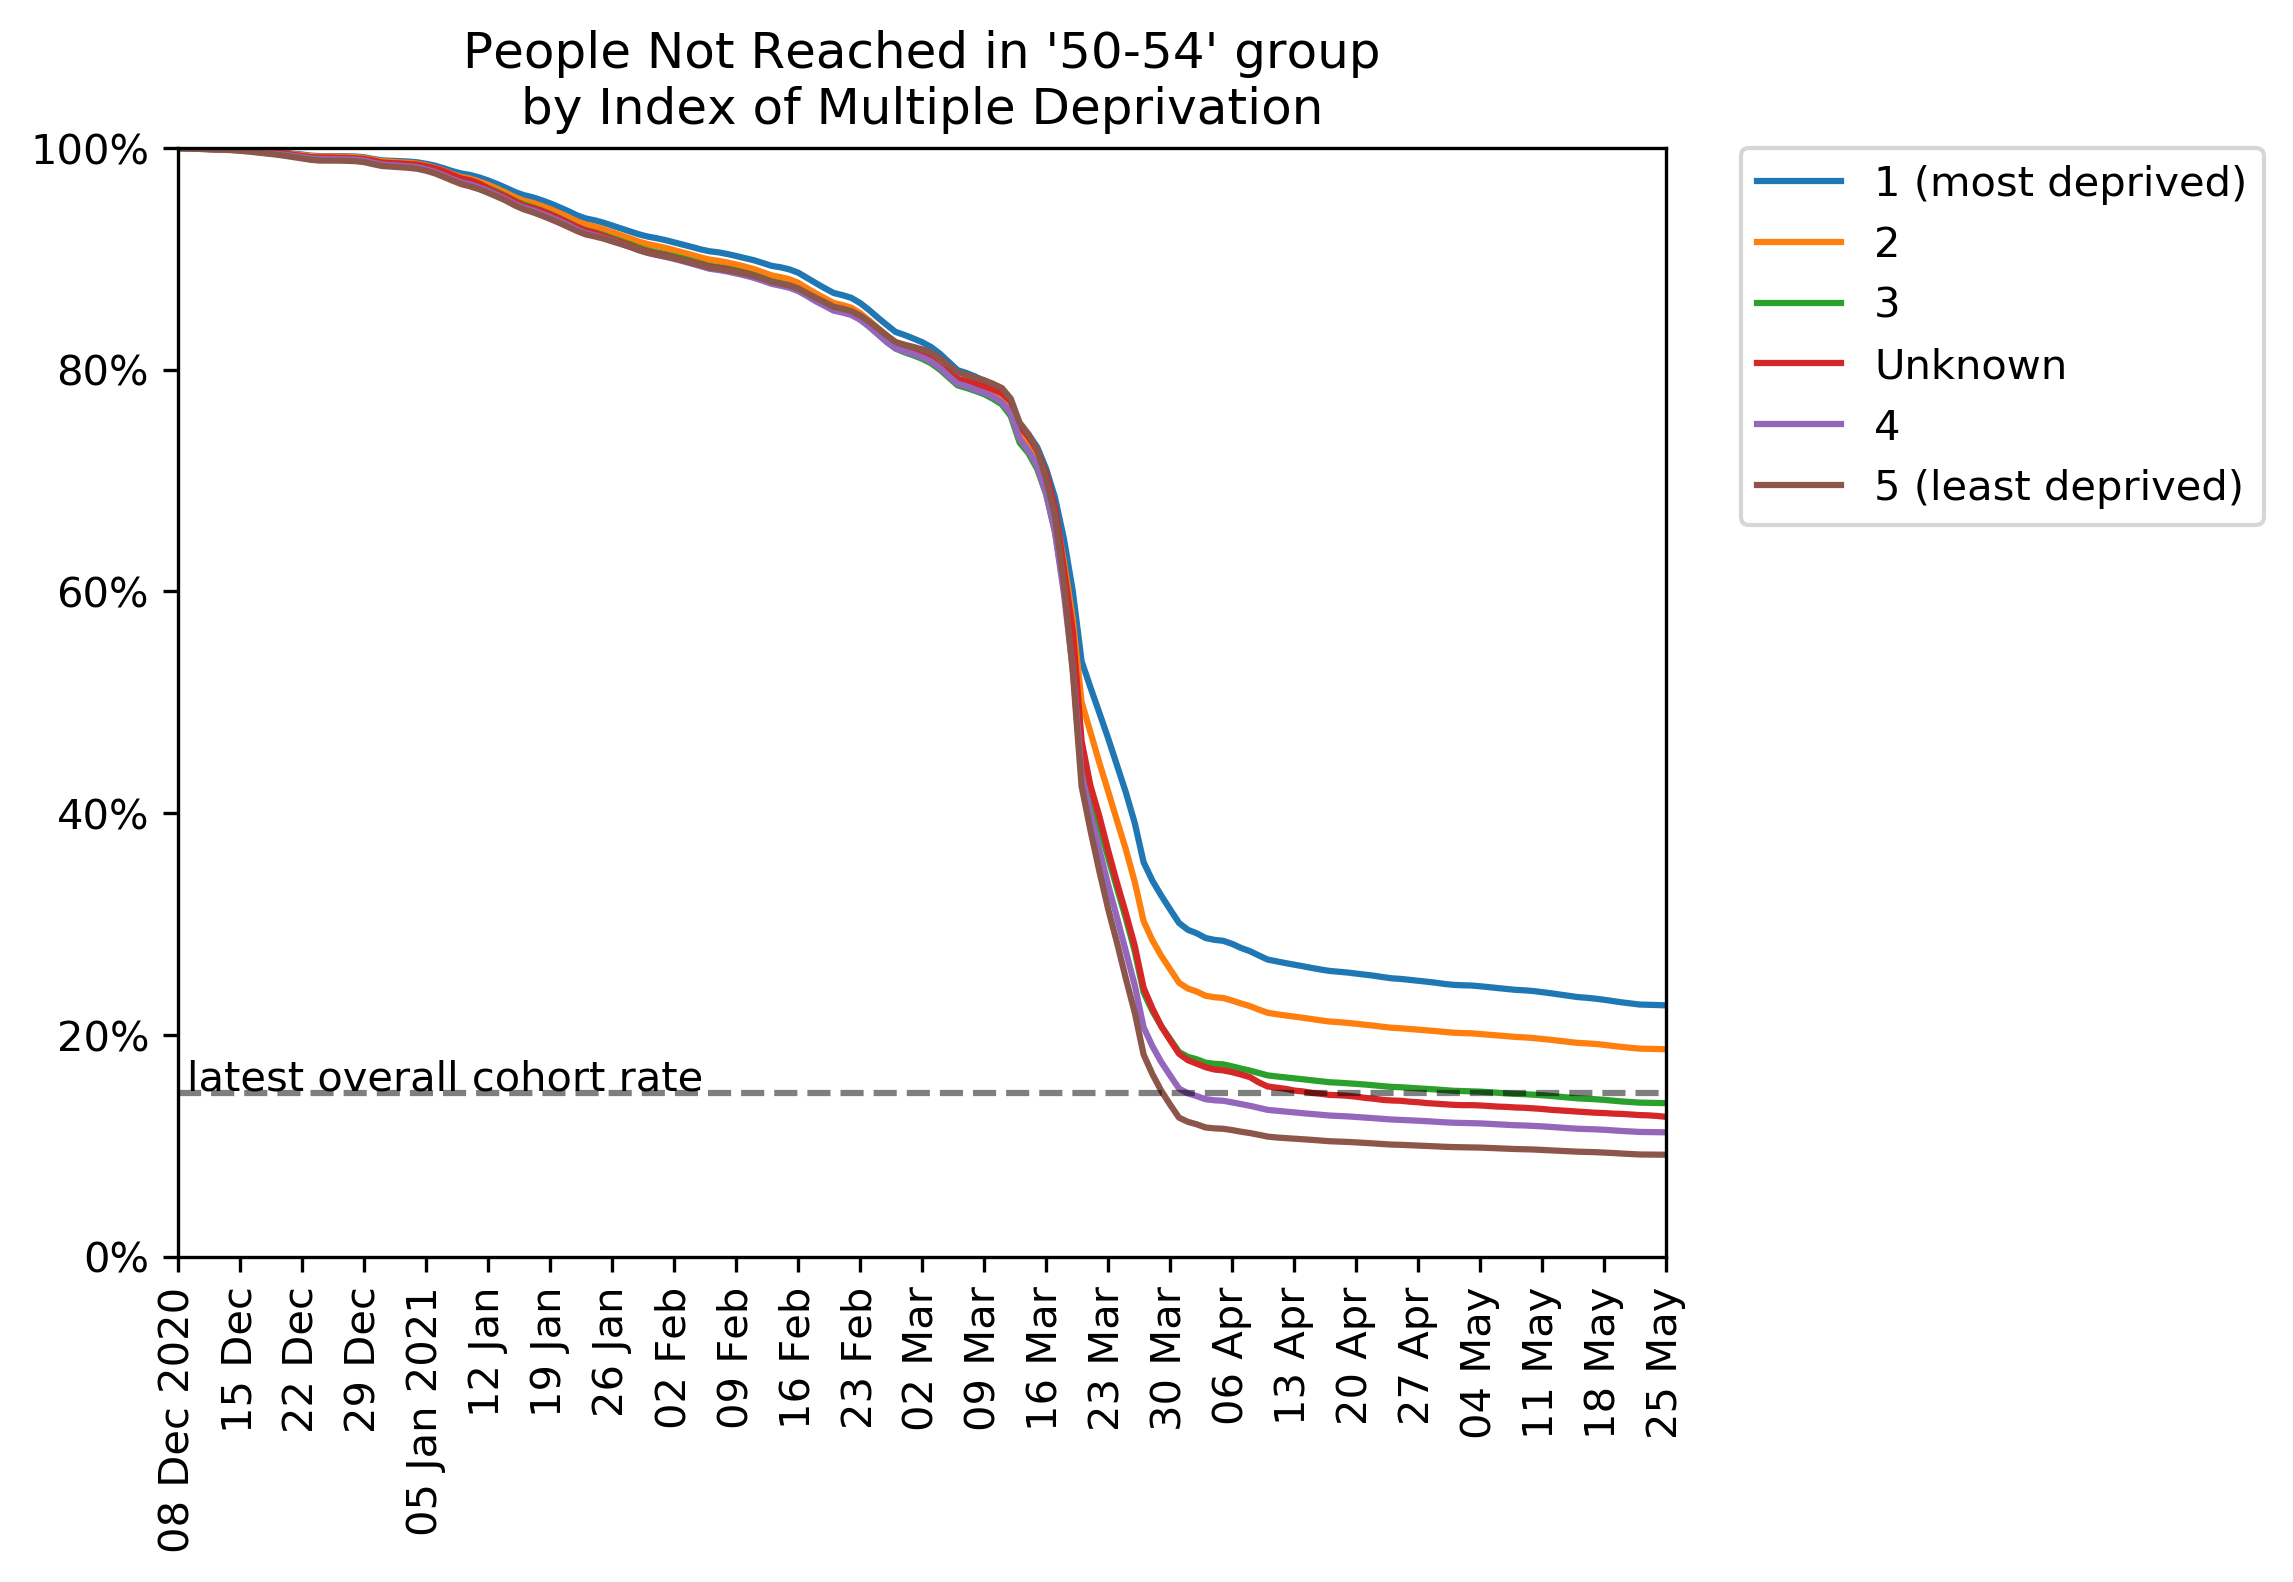 People Not Reached in '50-54' group
by Index of Multiple Deprivation
100%
80%
60%
40%
20%
0%
latest overall cohort rate
08 Dec 2020
15 Dec
22 Dec
29 Dec
05 Jan 2021
12 Jan
19 Jan
26 Jan
02 Feb
09 Feb
16 Feb
23 Feb
02 Mar
09 Mar
16 Mar
23 Mar
30 Mar
06 Apr
13 Apr
20 Apr
27 Apr
04 May
11 May
18 May
25 May
1 (most deprived)
2
3
Unknown
4
5 (least deprived)